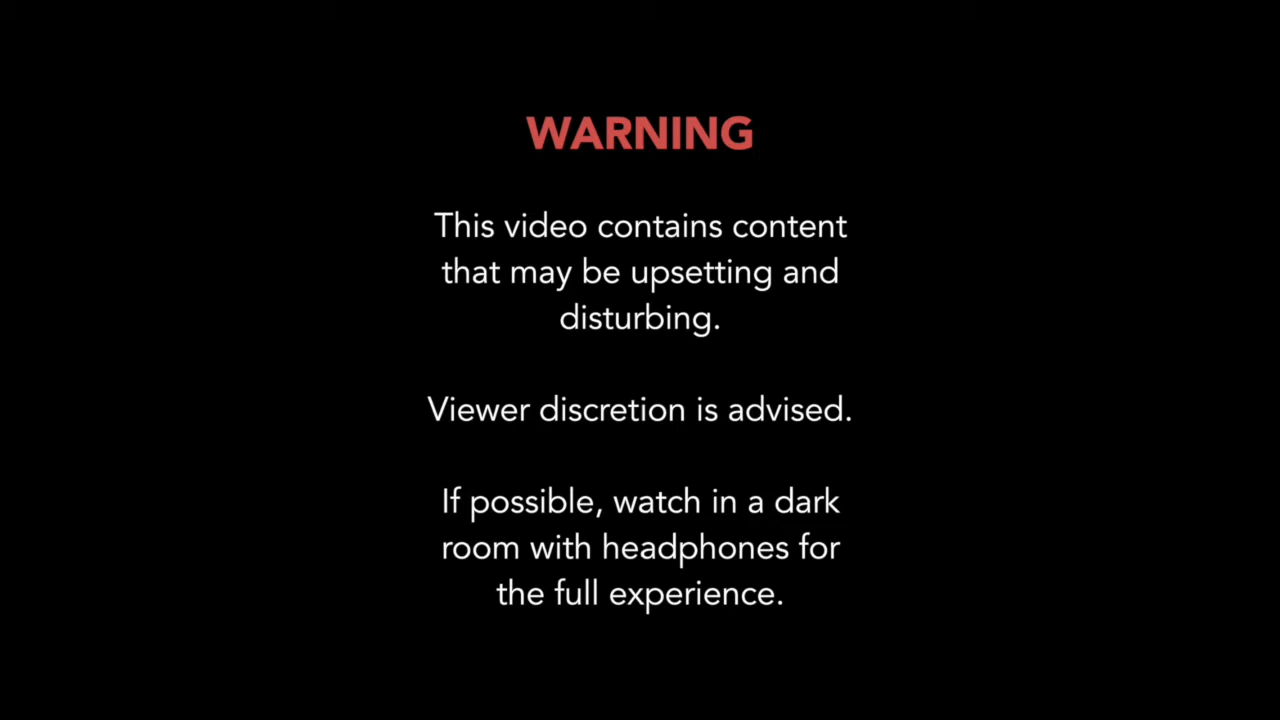 WARNING
This video contains content
that may be upsetting and
disturbing.
Viewer discretion is advised.
If possible, watch in a dark
room with headphones for
the full experience.